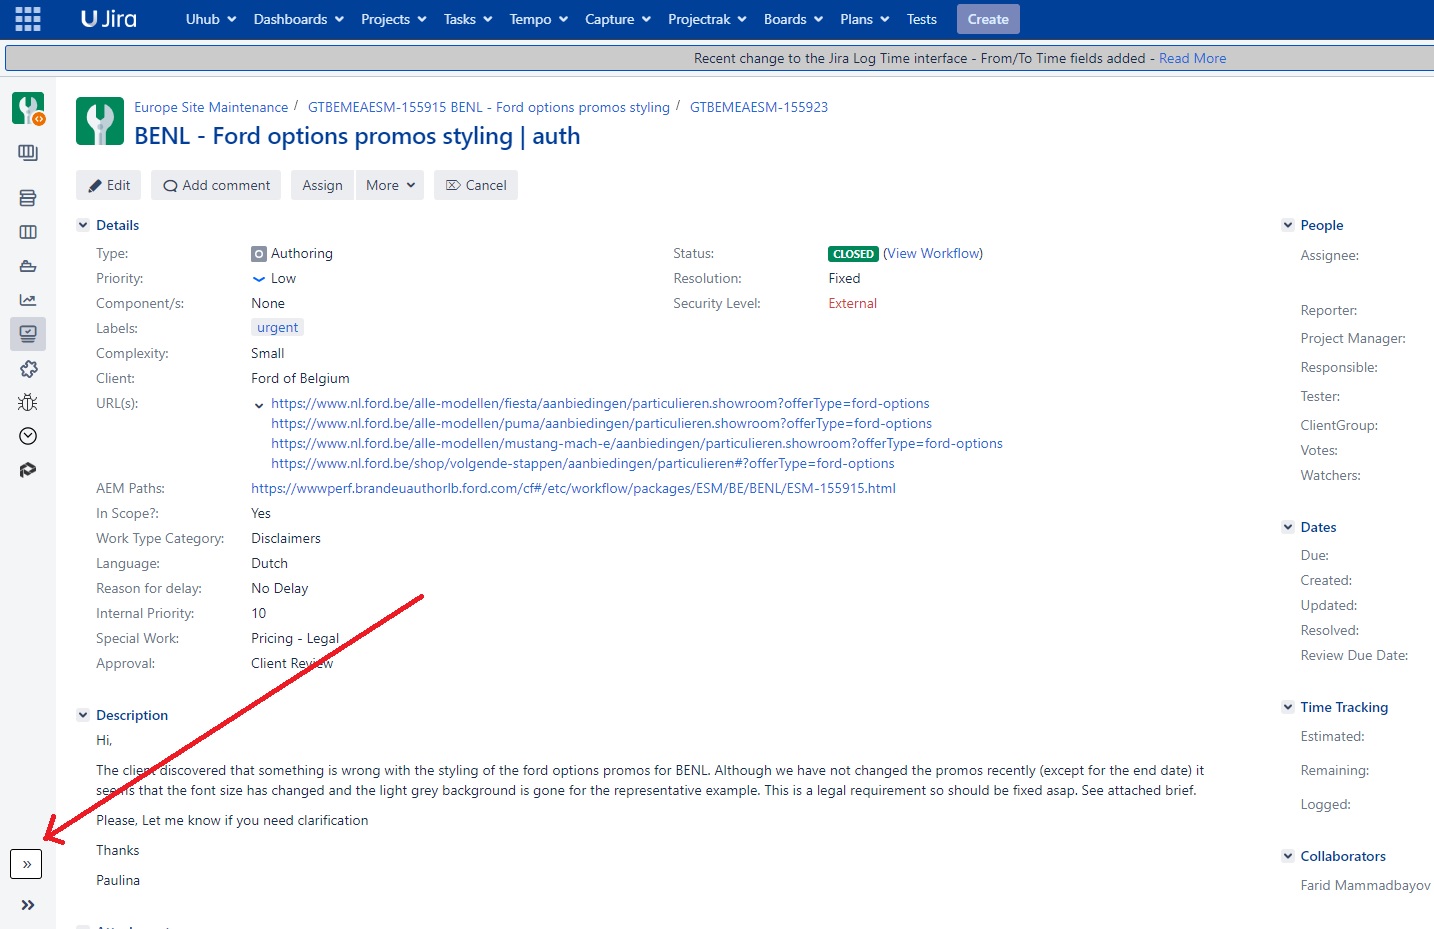 U Jira Uhub Dashboards Projects Tasks Tempo Capture Projectrak Boards Plans Tests Create
Recent change to the Jira Log Time interface - From/To Time fields added - Read More
Europe Site Maintenance / GTBEMEAESM-155915 BENL - Ford options promos styling / GTBEMEAESM-155923
BENL - Ford options promos styling | auth
Edit Add comment Assign More Cancel
Details
Type: Authoring
Priority: Low
Component/s: None
Labels: urgent
Complexity: Small
Client: Ford of Belgium
URL(s): https://www.nl.ford.be/alle-modellen/fiesta/aanbiedingen/particulieren.showroom?offerType=ford-options
https://www.nl.ford.be/alle-modellen/puma/aanbiedingen/particulieren.showroom?offerType=ford-options
https://www.nl.ford.be/alle-modellen/mustang-mach-e/aanbiedingen/particulieren.showroom?offerType=ford-options
https://www.nl.ford.be/shop/volgende-stappen/aanbiedingen/particulieren#?offerType=ford-options
AEM Paths: https://wwwperf.brandeuauthorlb.ford.com/cf#/etc/workflow/packages/ESM/BE/BENL/ESM-155915.html
In Scope?: Yes
Work Type Category: Disclaimers
Language: Dutch
Reason for delay: No Delay
Internal Priority: 10
Special Work: Pricing - Legal
Approval: Client Review
Status: CLOSED (View Workflow)
Resolution: Fixed
Security Level: External
Description
Hi,
The client discovered that something is wrong with the styling of the ford options promos for BENL. Although we have not changed the promos recently (except for the end date) it
seems that the font size has changed and the light grey background is gone for the representative example. This is a legal requirement so should be fixed asap. See attached brief.
Please, Let me know if you need clarification
Thanks
Paulina
People
Assignee:
Reporter:
Project Manager:
Responsible:
Tester:
ClientGroup:
Votes:
Watchers:
Dates
Due:
Created:
Updated:
Resolved:
Review Due Date:
Time Tracking
Estimated:
Remaining:
Logged:
Collaborators
Farid Mammadbayov